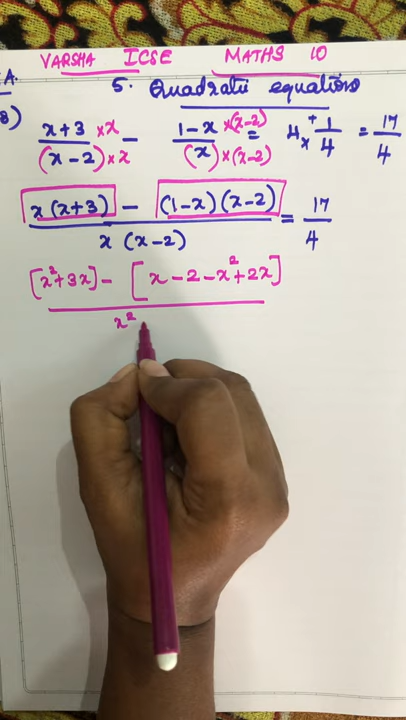 VARSHA ICSE MATHS 10
A.
5. Quadratic equations
8) x+3 ×x / (x-2)×x - 1-x ×(x-2) / (x)×(x-2) = 4 × + 1/4 = 17/4
x(x+3) - (1-x)(x-2) / x(x-2) = 17/4
[x²+3x] - [x-2-x²+2x]
x²